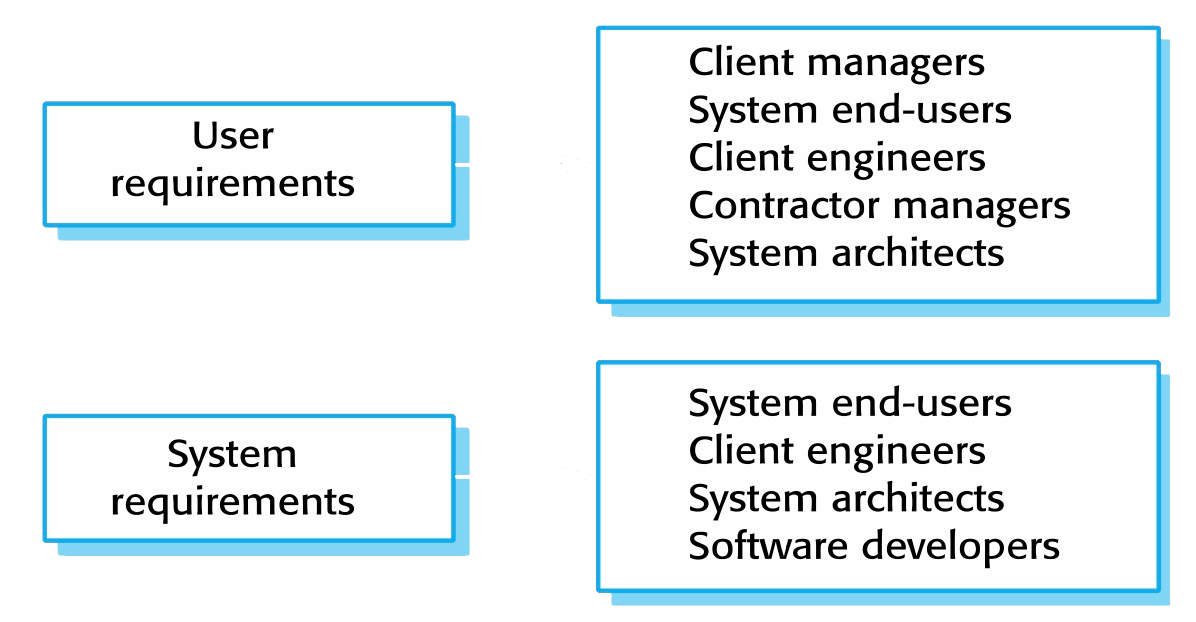 User
requirements
Client managers
System end-users
Client engineers
Contractor managers
System architects
System
requirements
System end-users
Client engineers
System architects
Software developers